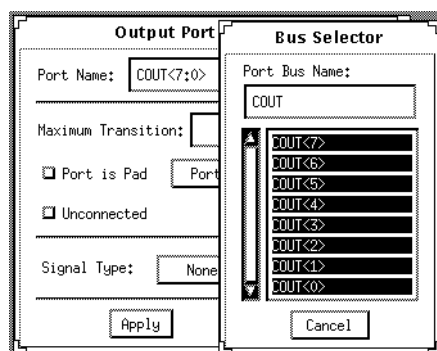 Output Port
Port Name: COUT<7:0>
Maximum Transition:
Port is Pad Port
Unconnected
Signal Type: None
Apply
Bus Selector
Port Bus Name:
COUT
COUT<7>
COUT<6>
COUT<5>
COUT<4>
COUT<3>
COUT<2>
COUT<1>
COUT<0>
Cancel